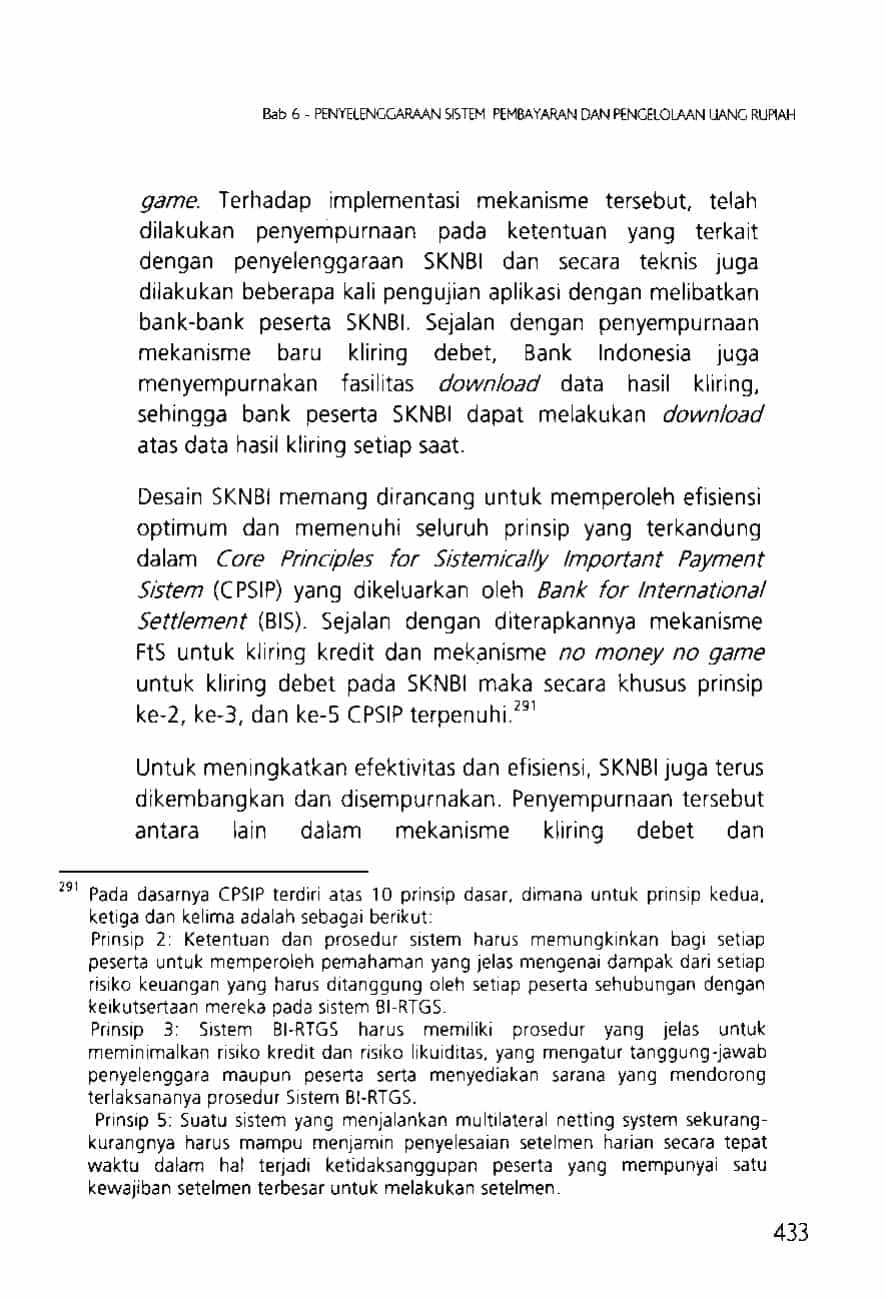 Bab 6 - PENYELENGGARAAN SISTEM PEMBAYARAN DAN PENGELOLAAN UANG RUPIAH
game. Terhadap implementasi mekanisme tersebut, telah
dilakukan penyempurnaan pada ketentuan yang terkait
dengan penyelenggaraan SKNBI dan secara teknis juga
dilakukan beberapa kali pengujian aplikasi dengan melibatkan
bank-bank peserta SKNBI. Sejalan dengan penyempurnaan
mekanisme baru kliring debet, Bank Indonesia juga
menyempurnakan fasilitas download data hasil kliring,
sehingga bank peserta SKNBI dapat melakukan download
atas data hasil kliring setiap saat.
Desain SKNBI memang dirancang untuk memperoleh efisiensi
optimum dan memenuhi seluruh prinsip yang terkandung
dalam Core Principles for Sistemically Important Payment
Sistem (CPSIP) yang dikeluarkan oleh Bank for International
Settlement (BIS). Sejalan dengan diterapkannya mekanisme
FtS untuk kliring kredit dan mekanisme no money no game
untuk kliring debet pada SKNBI maka secara khusus prinsip
ke-2, ke-3, dan ke-5 CPSIP terpenuhi.291
Untuk meningkatkan efektivitas dan efisiensi, SKNBI juga terus
dikembangkan dan disempurnakan. Penyempurnaan tersebut
antara lain dalam mekanisme kliring debet dan
291 Pada dasarnya CPSIP terdiri atas 10 prinsip dasar, dimana untuk prinsip kedua,
ketiga dan kelima adalah sebagai berikut:
Prinsip 2: Ketentuan dan prosedur sistem harus memungkinkan bagi setiap
peserta untuk memperoleh pemahaman yang jelas mengenai dampak dari setiap
risiko keuangan yang harus ditanggung oleh setiap peserta sehubungan dengan
keikutsertaan mereka pada sistem BI-RTGS.
Prinsip 3: Sistem BI-RTGS harus memiliki prosedur yang jelas untuk
meminimalkan risiko kredit dan risiko likuiditas, yang mengatur tanggung-jawab
penyelenggara maupun peserta serta menyediakan sarana yang mendorong
terlaksananya prosedur Sistem BI-RTGS.
Prinsip 5: Suatu sistem yang menjalankan multilateral netting system sekurang-
kurangnya harus mampu menjamin penyelesaian setelmen harian secara tepat
waktu dalam hal terjadi ketidaksanggupan peserta yang mempunyai satu
kewajiban setelmen terbesar untuk melakukan setelmen.
433